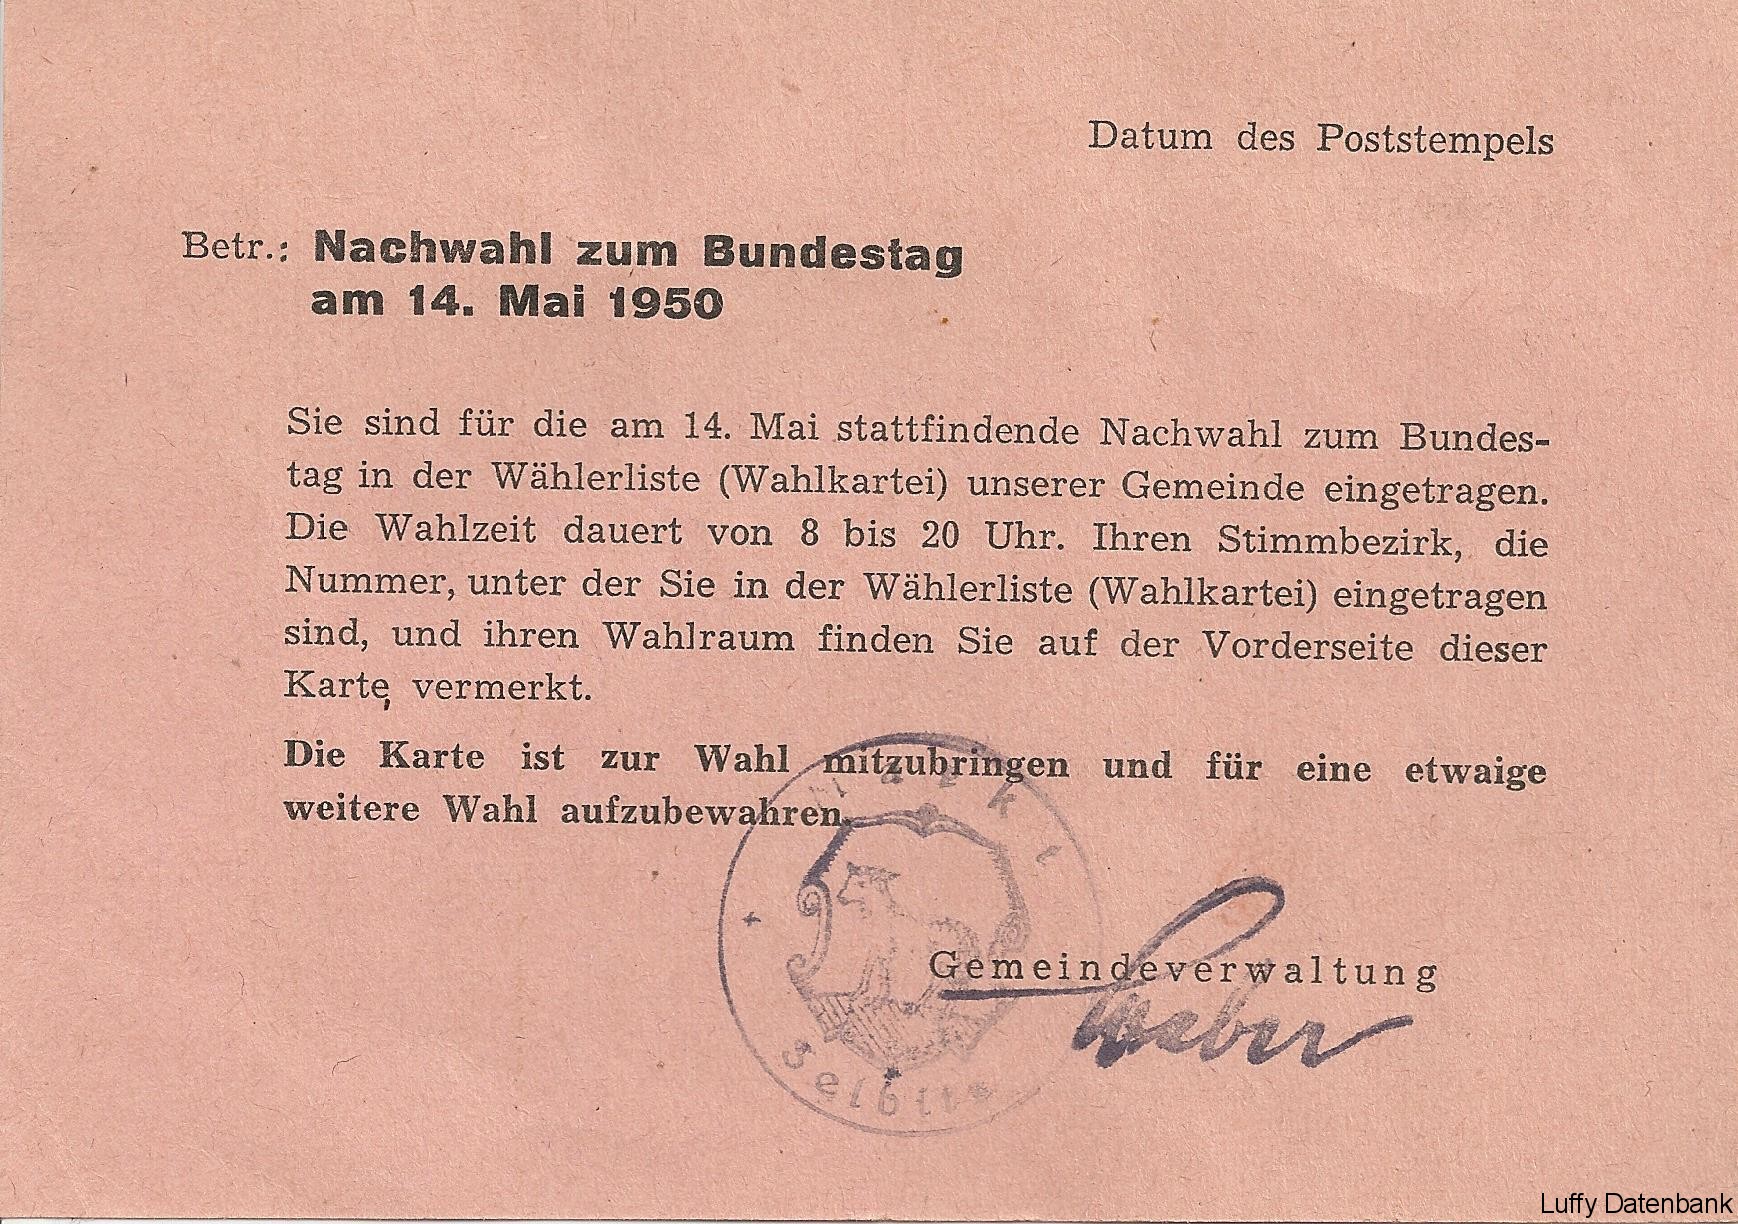 Datum des Poststempels
Betr.: Nachwahl zum Bundestag
am 14. Mai 1950
Sie sind für die am 14. Mai stattfindende Nachwahl zum Bundes-
tag in der Wählerliste (Wahlkartei) unserer Gemeinde eingetragen.
Die Wahlzeit dauert von 8 bis 20 Uhr. Ihren Stimmbezirk, die
Nummer, unter der Sie in der Wählerliste (Wahlkartei) eingetragen
sind, und ihren Wahlraum finden Sie auf der Vorderseite dieser
Karte vermerkt.
Die Karte ist zur Wahl mitzubringen und für eine etwaige
weitere Wahl aufzubewahren.
Markt
Gemeindeverwaltung
Weber
Selbitz
Luffy Datenbank